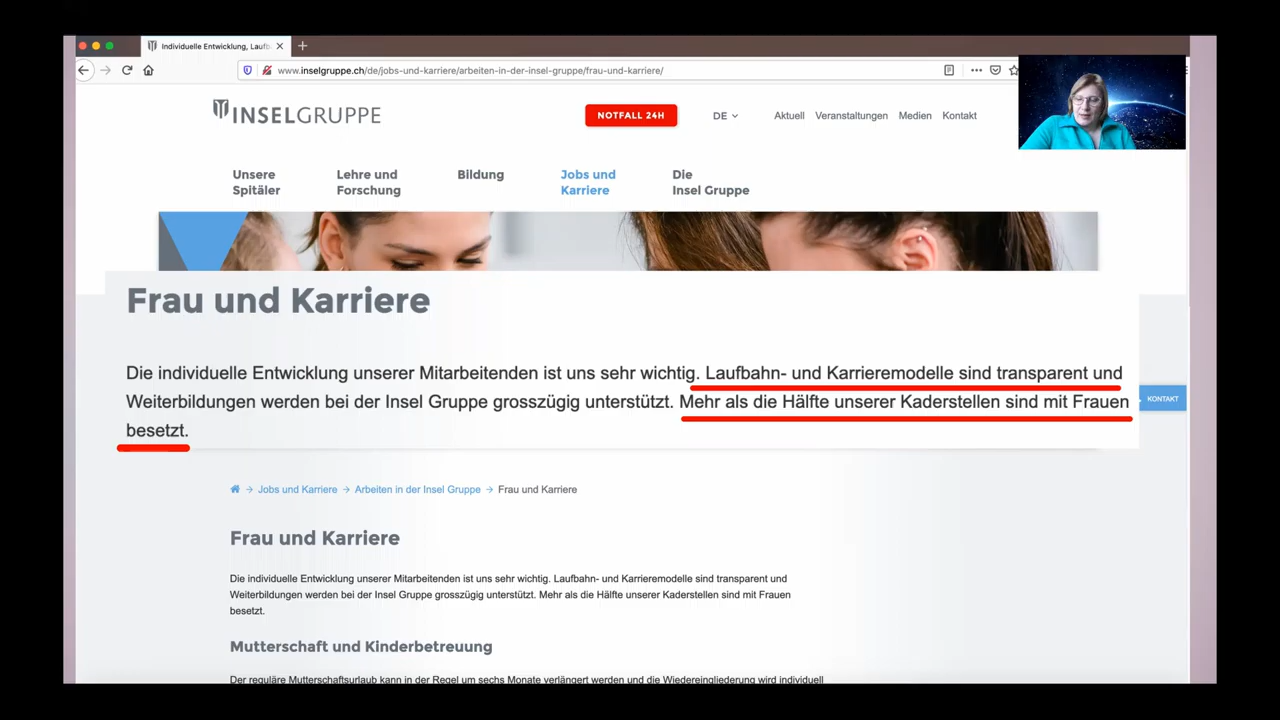 Individuelle Entwicklung, Laufb
www.inselgruppe.ch/de/jobs-und-karriere/arbeiten-in-der-insel-gruppe/frau-und-karriere/
INSELGRUPPE
NOTFALL 24H
DE
Aktuell Veranstaltungen Medien Kontakt
Unsere Spitäler
Lehre und Forschung
Bildung
Jobs und Karriere
Die Insel Gruppe
Frau und Karriere
Die individuelle Entwicklung unserer Mitarbeitenden ist uns sehr wichtig. Laufbahn- und Karrieremodelle sind transparent und
Weiterbildungen werden bei der Insel Gruppe grosszügig unterstützt. Mehr als die Hälfte unserer Kaderstellen sind mit Frauen
besetzt.
KONTAKT
Jobs und Karriere → Arbeiten in der Insel Gruppe → Frau und Karriere
Frau und Karriere
Die individuelle Entwicklung unserer Mitarbeitenden ist uns sehr wichtig. Laufbahn- und Karrieremodelle sind transparent und
Weiterbildungen werden bei der Insel Gruppe grosszügig unterstützt. Mehr als die Hälfte unserer Kaderstellen sind mit Frauen
besetzt.
Mutterschaft und Kinderbetreuung
Der reguläre Mutterschaftsurlaub kann in der Regel um sechs Monate verlängert werden und die Wiedereingliederung wird individuell